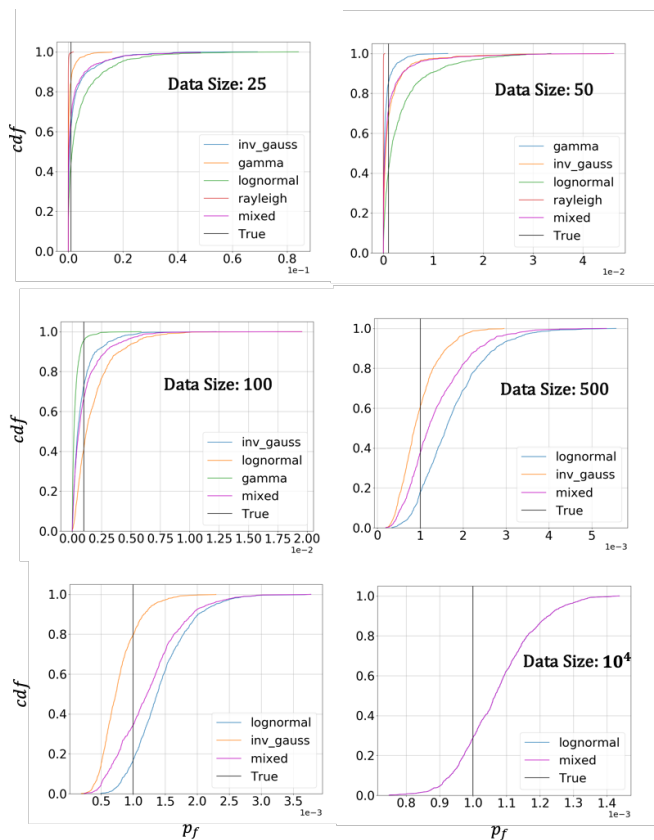 1.0
0.8
0.6
0.4
0.2
0.0
cdf
Data Size: 25
inv_gauss
gamma
lognormal
rayleigh
mixed
True
0.0 0.2 0.4 0.6 0.8
1e−1
1.0
0.8
0.6
0.4
0.2
0.0
Data Size: 50
gamma
inv_gauss
lognormal
rayleigh
mixed
True
0 1 2 3 4
1e−2
1.0
0.8
0.6
0.4
0.2
0.0
cdf
Data Size: 100
inv_gauss
lognormal
gamma
mixed
True
0.00 0.25 0.50 0.75 1.00 1.25 1.50 1.75 2.00
1e−2
1.0
0.8
0.6
0.4
0.2
0.0
Data Size: 500
lognormal
inv_gauss
mixed
True
0 1 2 3 4 5
1e−3
1.0
0.8
0.6
0.4
0.2
0.0
cdf
lognormal
inv_gauss
mixed
True
0.5 1.0 1.5 2.0 2.5 3.0 3.5
1e−3
p_f
1.0
0.8
0.6
0.4
0.2
0.0
Data Size: 10⁴
lognormal
mixed
True
0.8 0.9 1.0 1.1 1.2 1.3 1.4
1e−3
p_f